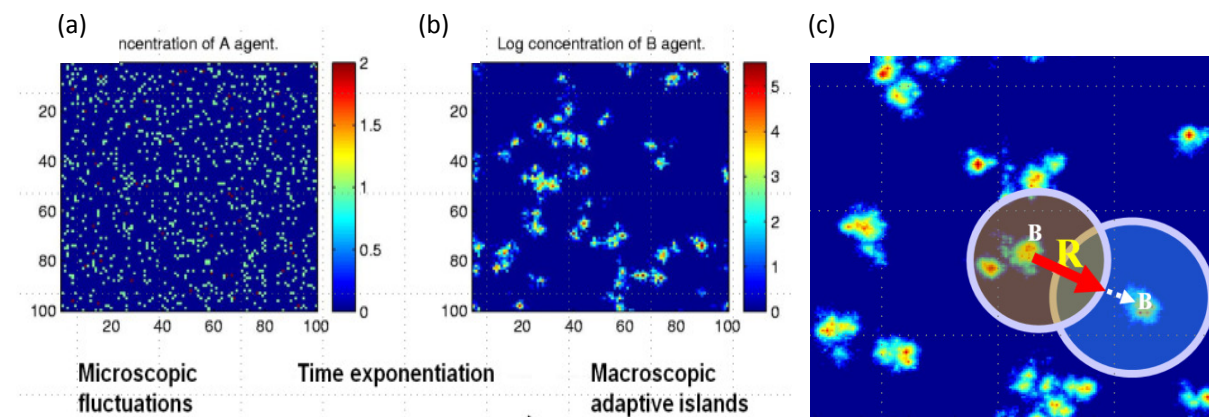 (a)
(b)
(c)
ncentration of A agent.
Log concentration of B agent.
2
1.5
1
0.5
0
20
40
60
80
100
20 40 60 80 100
5
4
3
2
1
0
20
40
60
80
100
20 40 60 80 100
B
R
B
Microscopic
fluctuations
Time exponentiation
Macroscopic
adaptive islands